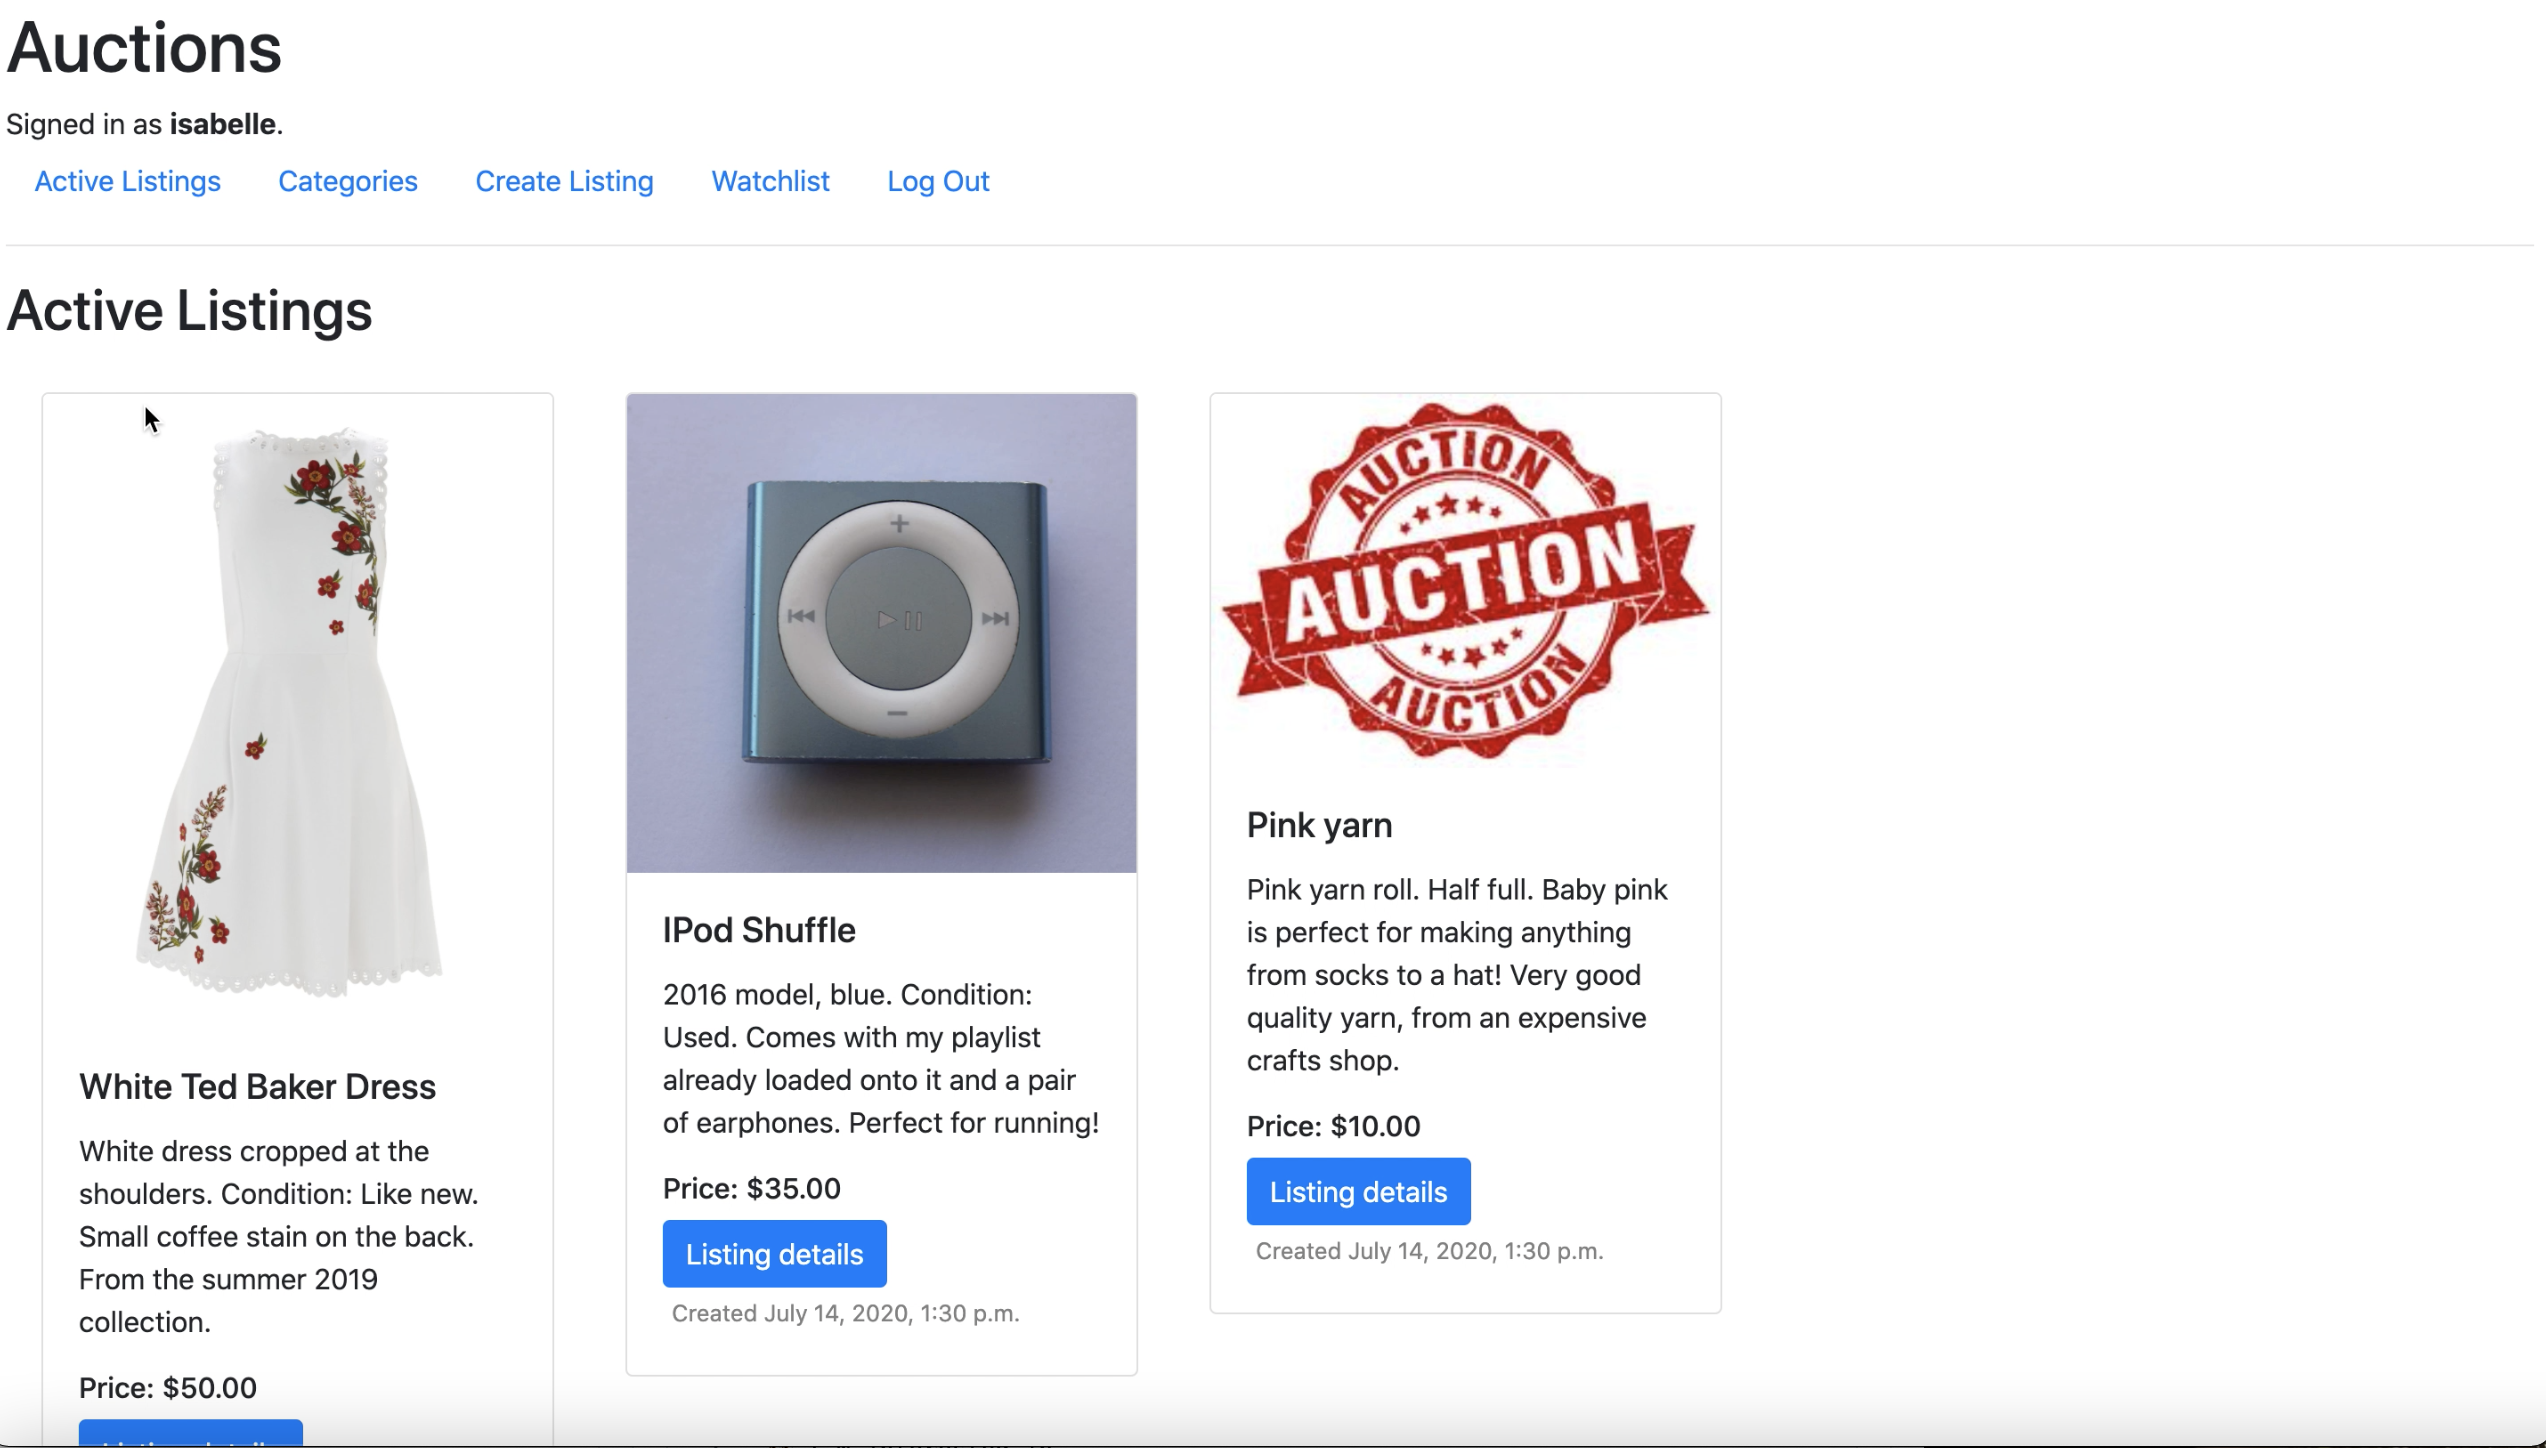 Auctions
Signed in as isabelle.
Active Listings Categories Create Listing Watchlist Log Out
Active Listings
White Ted Baker Dress
White dress cropped at the
shoulders. Condition: Like new.
Small coffee stain on the back.
From the summer 2019
collection.
Price: $50.00
IPod Shuffle
2016 model, blue. Condition:
Used. Comes with my playlist
already loaded onto it and a pair
of earphones. Perfect for running!
Price: $35.00
Listing details
Created July 14, 2020, 1:30 p.m.
AUCTION
AUCTION
AUCTION
Pink yarn
Pink yarn roll. Half full. Baby pink
is perfect for making anything
from socks to a hat! Very good
quality yarn, from an expensive
crafts shop.
Price: $10.00
Listing details
Created July 14, 2020, 1:30 p.m.